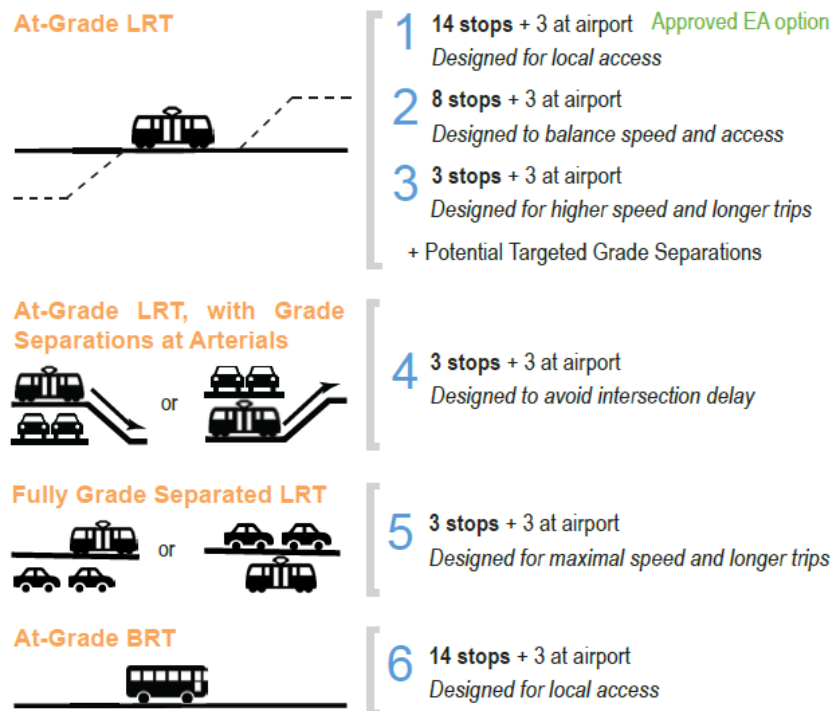 At-Grade LRT
1 14 stops + 3 at airport Approved EA option
Designed for local access
2 8 stops + 3 at airport
Designed to balance speed and access
3 3 stops + 3 at airport
Designed for higher speed and longer trips
+ Potential Targeted Grade Separations
At-Grade LRT, with Grade
Separations at Arterials
or
4 3 stops + 3 at airport
Designed to avoid intersection delay
Fully Grade Separated LRT
or
5 3 stops + 3 at airport
Designed for maximal speed and longer trips
At-Grade BRT
6 14 stops + 3 at airport
Designed for local access